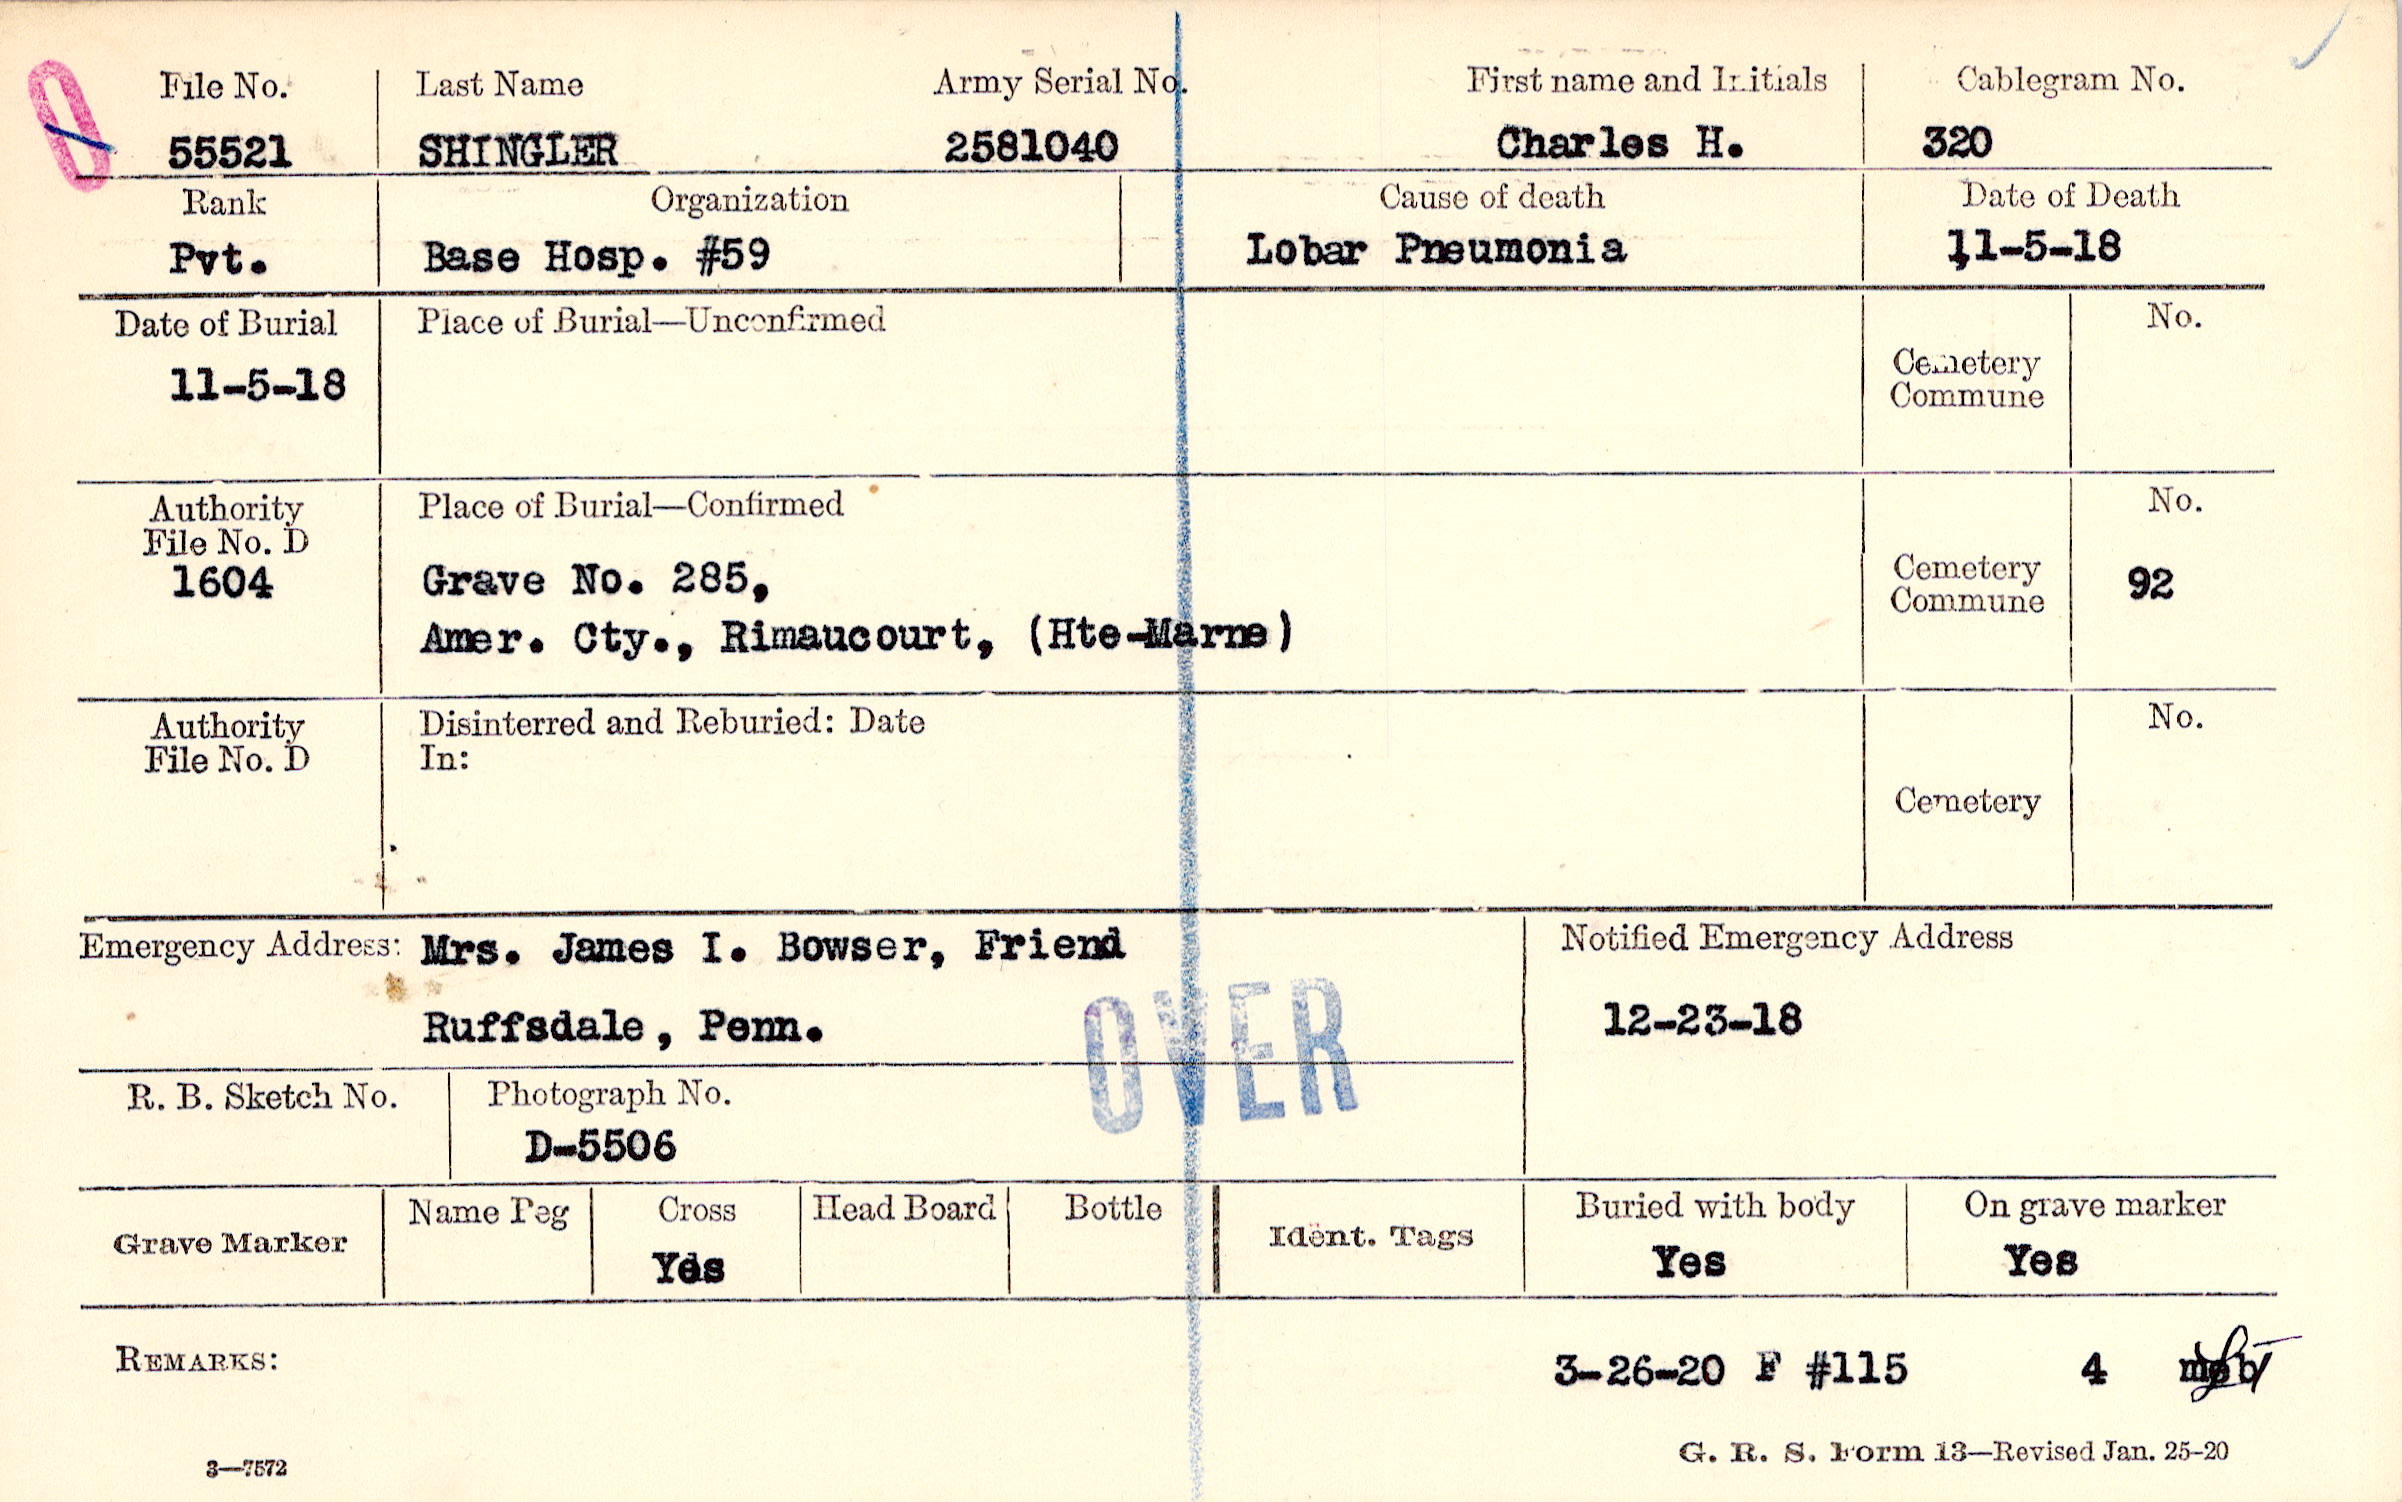 File No. Last Name Army Serial No. First name and Initials Cablegram No.
55521 SHINGLER 2581040 Charles H. 320
Rank Organization Cause of death Date of Death
Pvt. Base Hosp. #59 Lobar Pneumonia 11-5-18
Date of Burial Place of Burial—Unconfirmed No.
11-5-18
Cemetery
Commune
Authority Place of Burial—Confirmed No.
File No. D
1604 Grave No. 285, Cemetery 92
Commune
Amer. Cty., Rimaucourt, (Hte-Marne)
Authority Disinterred and Reburied: Date No.
File No. D In:
Cemetery
Emergency Address: Mrs. James I. Bowser, Friend Notified Emergency Address
Ruffsdale, Penn. 12-23-18
OVER
R. B. Sketch No. Photograph No.
D-5506
Grave Marker Name Peg Cross Head Board Bottle Ident. Tags Buried with body On grave marker
Yes Yes Yes
REMARKS: 3-26-20 F #115 4
3—7572 G. R. S. Form 13—Revised Jan. 25-20